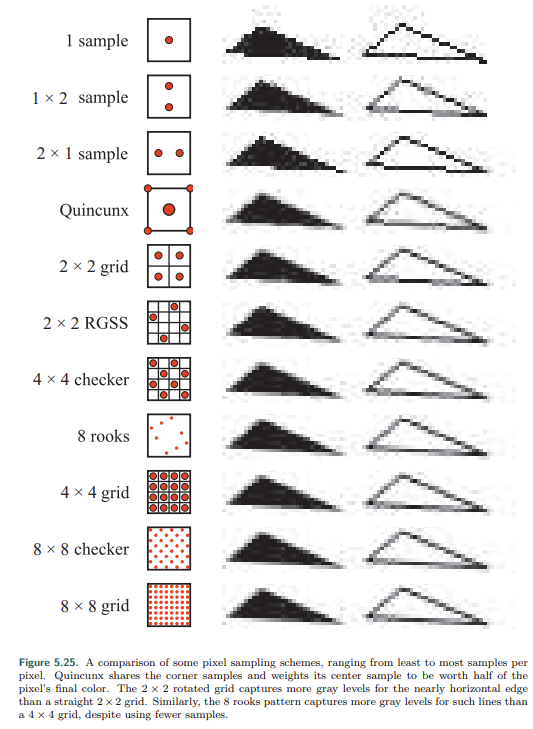 1 sample
1 × 2 sample
2 × 1 sample
Quincunx
2 × 2 grid
2 × 2 RGSS
4 × 4 checker
8 rooks
4 × 4 grid
8 × 8 checker
8 × 8 grid
Figure 5.25. A comparison of some pixel sampling schemes, ranging from least to most samples per
pixel. Quincunx shares the corner samples and weights its center sample to be worth half of the
pixel's final color. The 2 × 2 rotated grid captures more gray levels for the nearly horizontal edge
than a straight 2 × 2 grid. Similarly, the 8 rooks pattern captures more gray levels for such lines than
a 4 × 4 grid, despite using fewer samples.